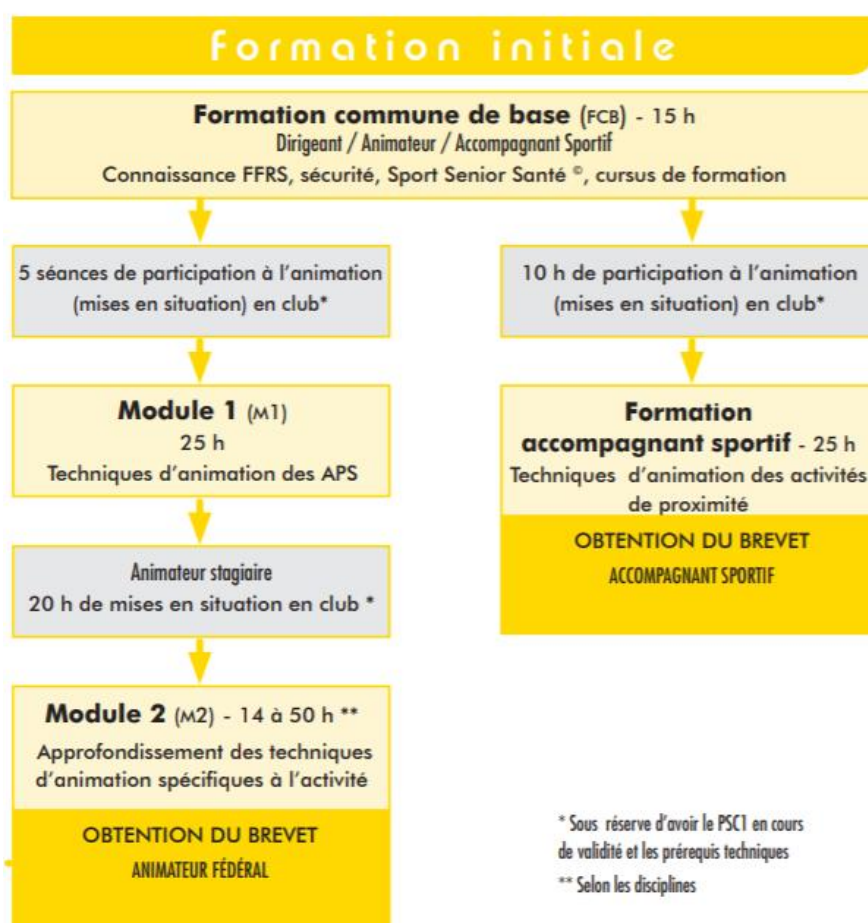 Formation initiale
Formation commune de base (FCB) - 15 h
Dirigeant / Animateur / Accompagnant Sportif
Connaissance FFRS, sécurité, Sport Senior Santé ©, cursus de formation
5 séances de participation à l'animation
(mises en situation) en club*
10 h de participation à l'animation
(mises en situation) en club*
Module 1 (M1)
25 h
Techniques d'animation des APS
Formation
accompagnant sportif - 25 h
Techniques d'animation des activités
de proximité
OBTENTION DU BREVET
ACCOMPAGNANT SPORTIF
Animateur stagiaire
20 h de mises en situation en club *
Module 2 (M2) - 14 à 50 h **
Approfondissement des techniques
d'animation spécifiques à l'activité
OBTENTION DU BREVET
ANIMATEUR FÉDÉRAL
* Sous réserve d'avoir le PSC1 en cours
de validité et les prérequis techniques
** Selon les disciplines